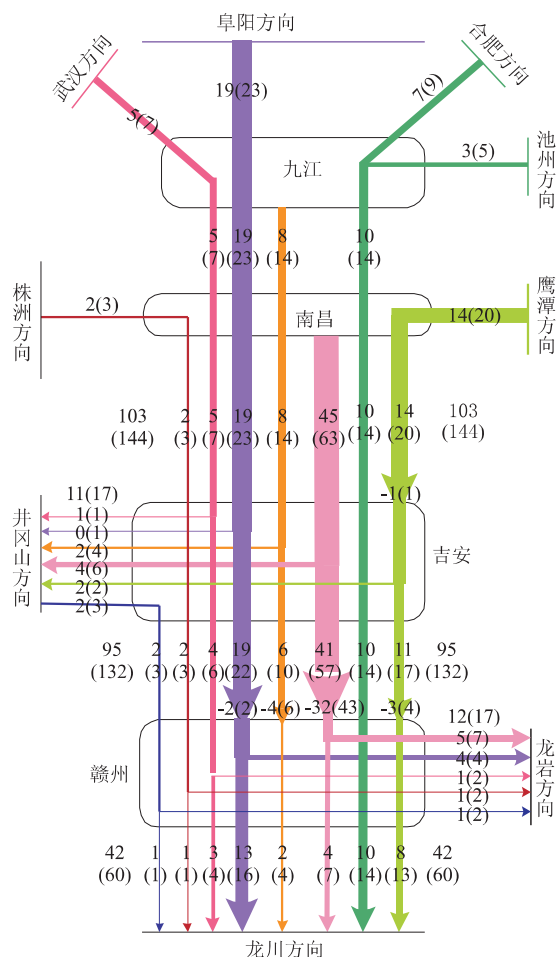 阜阳方向
武汉方向
合肥方向
19(23)
7(9)
5(7)
九江
3(5)
池州方向
5 19 8 10
(7) (23) (14) (14)
株洲方向
2(3)
南昌
14(20)
鹰潭方向
103 2 5 19 8 45 10 14 103
(144) (3) (7) (23) (14) (63) (14) (20) (144)
11(17)
-1(1)
井冈山方向
1(1)
0(1)
2(4)
4(6)
2(2)
2(3)
吉安
95 2 2 4 19 6 41 10 11 95
(132) (3) (3) (6) (22) (10) (57) (14) (17) (132)
-2(2) -4(6) -32(43) -3(4)
12(17)
赣州
5(7)
4(4)
1(2)
1(2)
1(2)
龙岩方向
42 1 1 3 13 2 4 10 8 42
(60) (1) (1) (4) (16) (4) (7) (14) (13) (60)
龙川方向